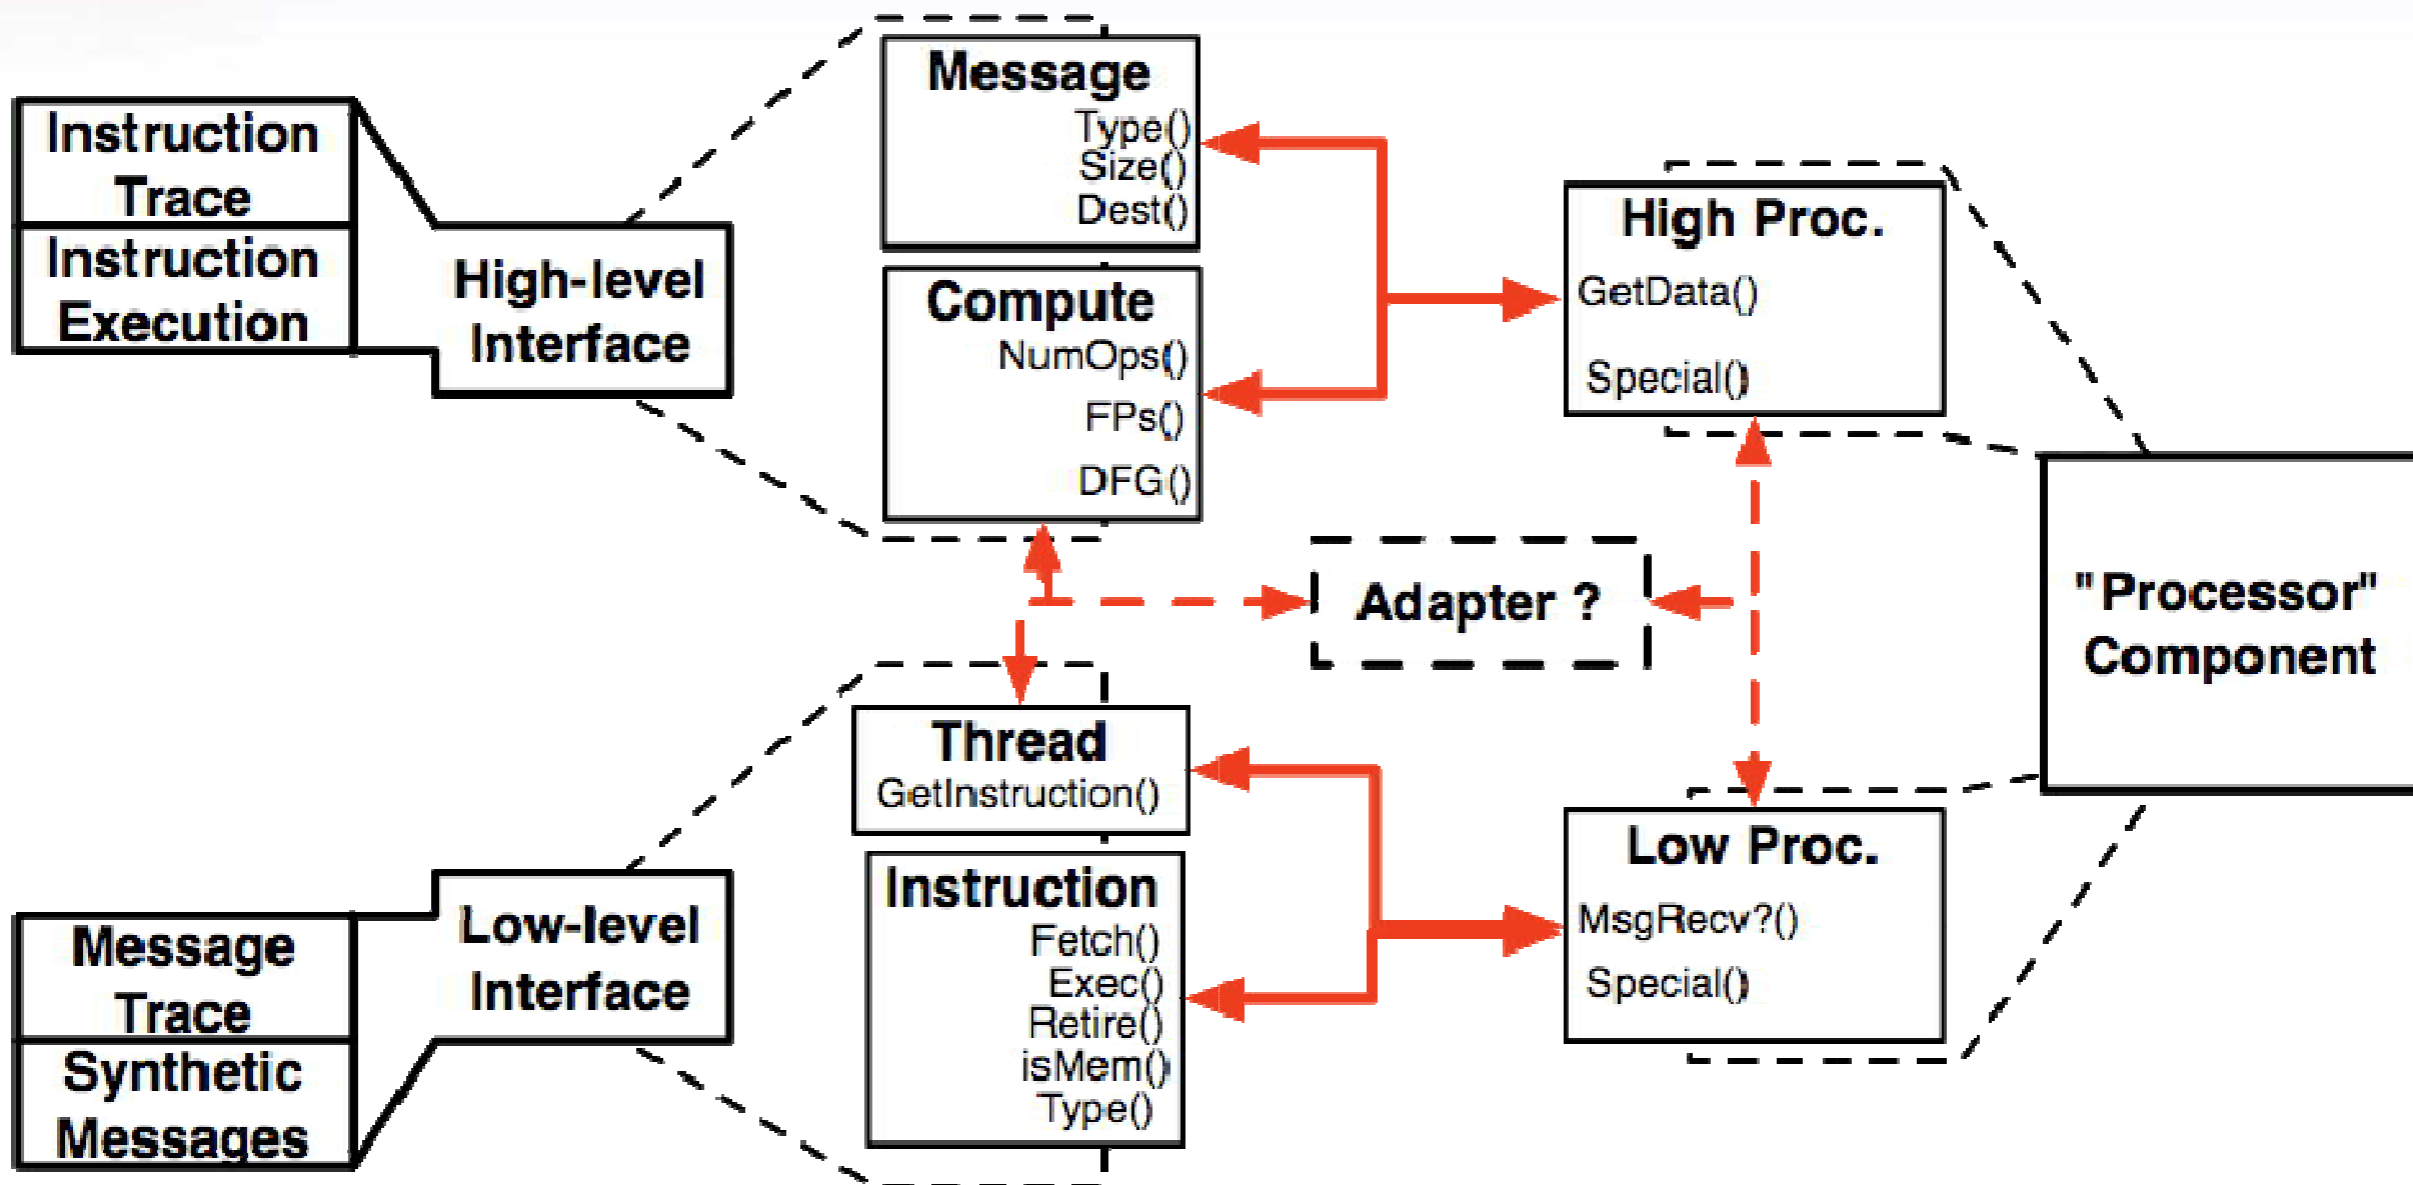 Instruction
Trace
Instruction
Execution
High-level
Interface
Message
Type()
Size()
Dest()
Compute
NumOps()
FPs()
DFG()
High Proc.
GetData()
Special()
Adapter ?
"Processor"
Component
Message
Trace
Synthetic
Messages
Low-level
Interface
Thread
GetInstruction()
Instruction
Fetch()
Exec()
Retire()
isMem()
Type()
Low Proc.
MsgRecv?()
Special()